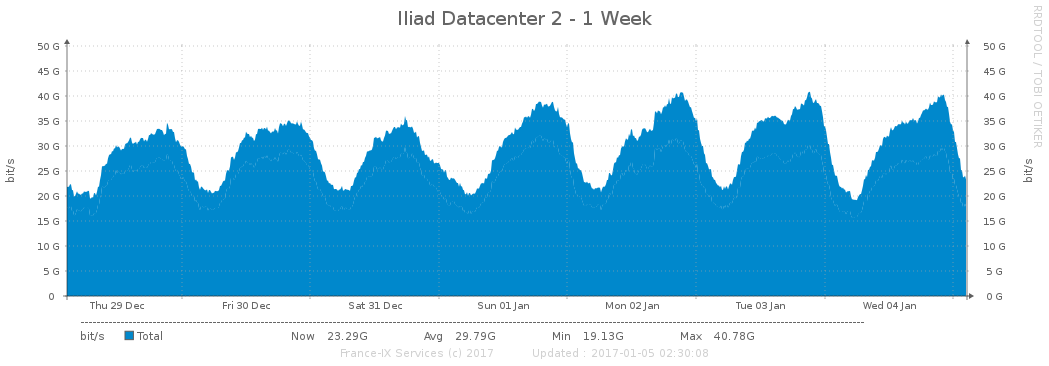 Iliad Datacenter 2 - 1 Week
RRDTOOL / TOBI OETIKER
50 G 50 G
45 G 45 G
40 G 40 G
35 G 35 G
30 G 30 G
25 G 25 G
20 G 20 G
15 G 15 G
10 G 10 G
5 G 5 G
0 0 G
bit/s
bit/s
Thu 29 Dec Fri 30 Dec Sat 31 Dec Sun 01 Jan Mon 02 Jan Tue 03 Jan Wed 04 Jan
bit/s Total Now 23.29G Avg 29.79G Min 19.13G Max 40.78G
France-IX Services (c) 2017 Updated : 2017-01-05 02:30:08